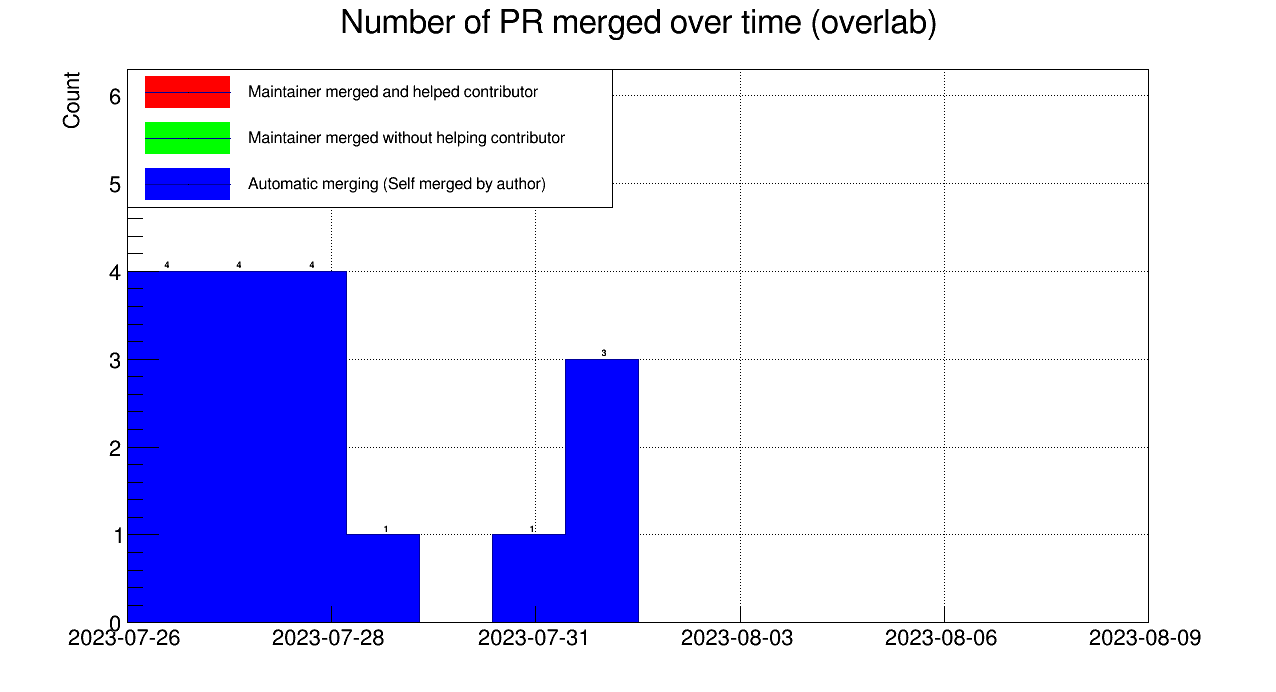 Number of PR merged over time (overlab)
Count
Maintainer merged and helped contributor
Maintainer merged without helping contributor
Automatic merging (Self merged by author)
6
5
4
3
2
1
0
4 4 4 1 1 3
2023-07-26 2023-07-28 2023-07-31 2023-08-03 2023-08-06 2023-08-09